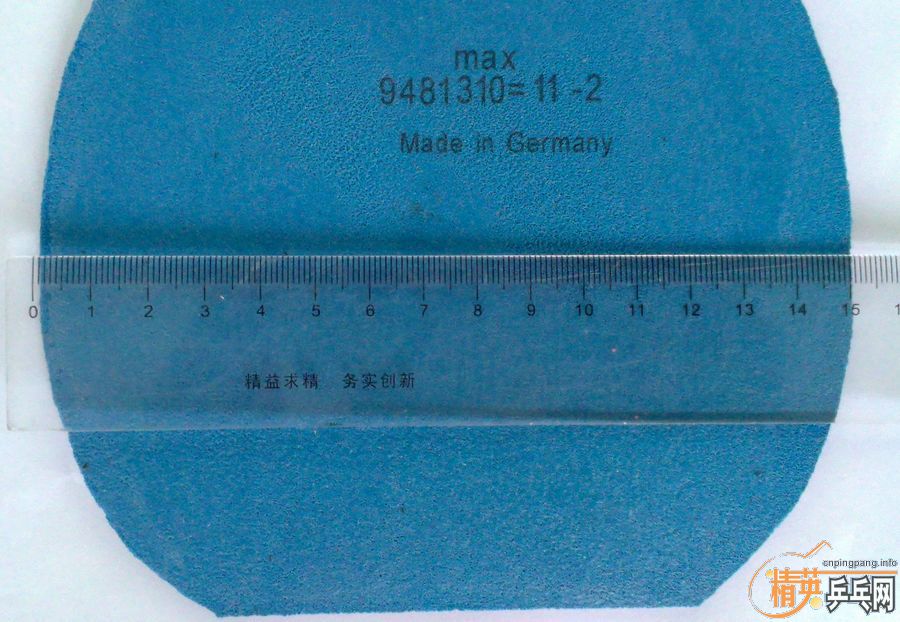 max
9481310=11 -2
Made in Germany
0 1 2 3 4 5 6 7 8 9 10 11 12 13 14 15
精益求精 务实创新
cnpingpang.info
精英乒乓网